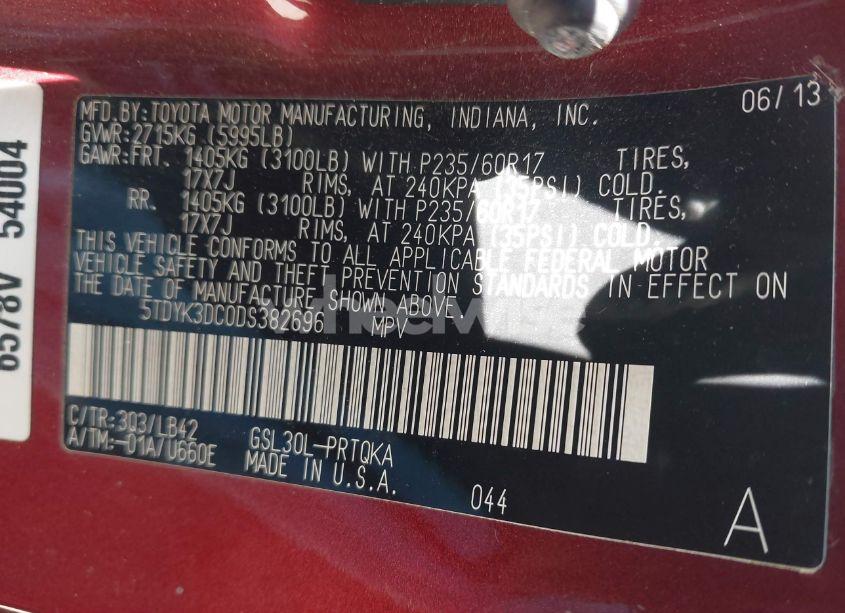 6578V 54004
06/13
MFD.BY:TOYOTA MOTOR MANUFACTURING, INDIANA, INC.
GVWR:2715KG (5995LB)
GAWR:FRT. 1405KG (3100LB) WITH P235/60R17 TIRES,
17X7J RIMS, AT 240KPA (35PSI) COLD.
RR. 1405KG (3100LB) WITH P235/60R17 TIRES,
17X7J RIMS, AT 240KPA (35PSI) COLD.
THIS VEHICLE CONFORMS TO ALL APPLICABLE FEDERAL MOTOR
VEHICLE SAFETY AND THEFT PREVENTION STANDARDS IN EFFECT ON
THE DATE OF MANUFACTURE SHOWN ABOVE.
5TDYK3DC0DS382696 MPV
C/TR:3Q3/LB42 GSL30L-PRTQKA
A/TM:-01A/U660E MADE IN U.S.A.
044
A